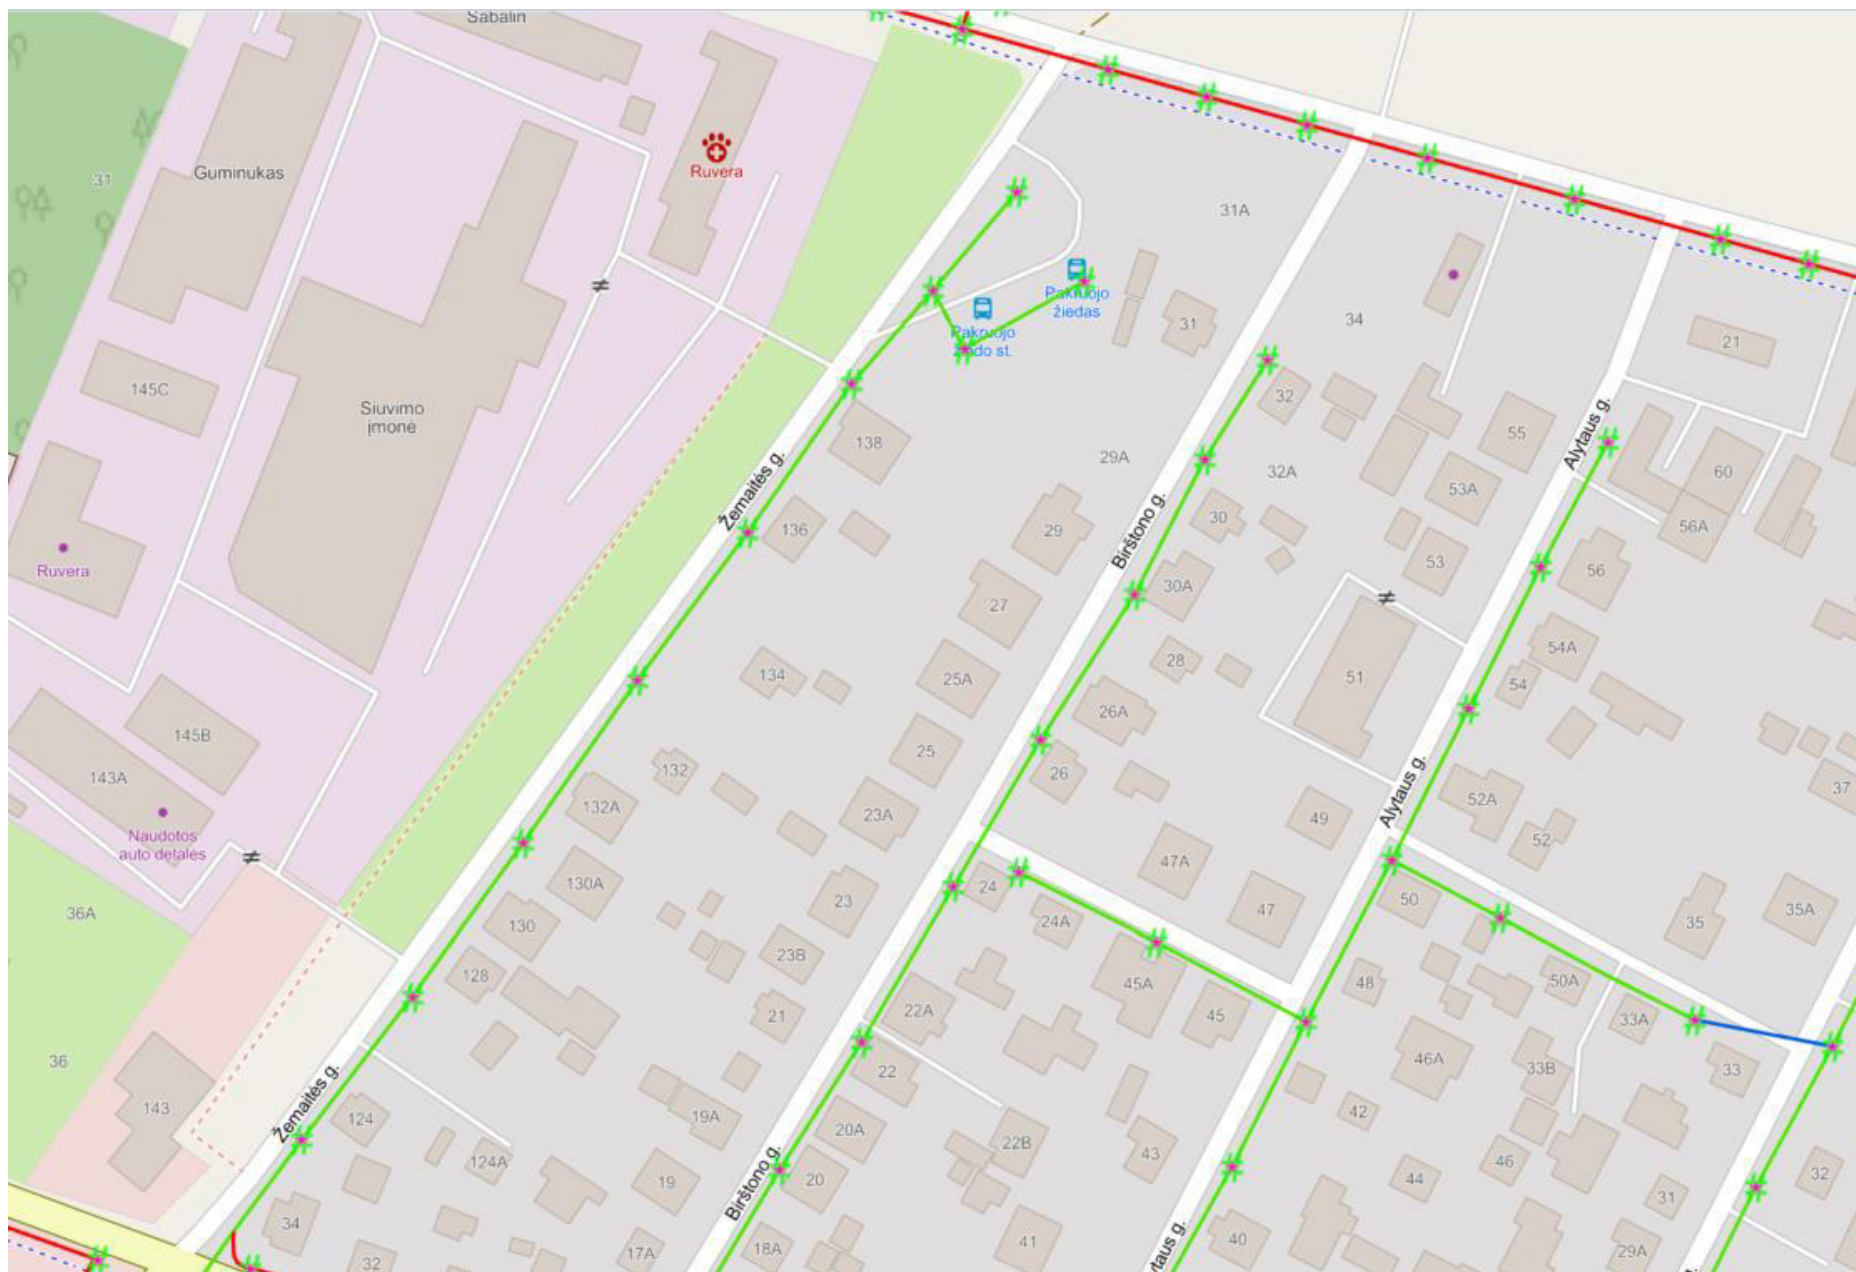 Sabalin
Guminukas
31
Ruvera
31A
145C
Siuvimo
įmonė
Pakruojo
žiedas
Pakruojo
žiedo st.
31
34
21
138
32
55
Alytaus g.
Žemaitės g.
29A
32A
53A
60
136
29
Birštono g.
30
56A
Ruvera
27
30A
53
56
134
25A
28
54A
51
54
145B
25
26A
143A
132
26
52A
37
Naudotos
auto detalės
132A
23A
49
Alytaus g.
52
47A
130A
24
36A
130
23
24A
47
50
35
35A
128
23B
45A
48
50A
21
22A
45
33A
36
22
46A
33B
33
143
Žemaitės g.
124
19A
20A
42
124A
22B
43
46
19
20
44
32
34
Birštono g.
31
32
17A
18A
41
40
29A